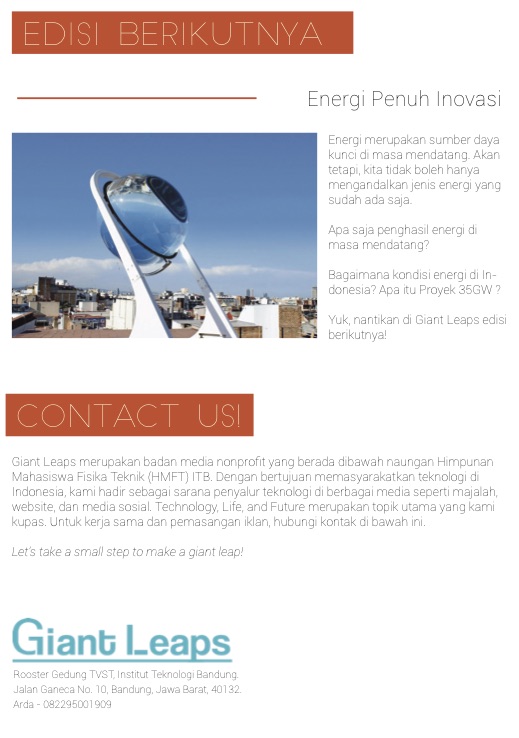 EDISI BERIKUTNYA
Energi Penuh Inovasi
Energi merupakan sumber daya
kunci di masa mendatang. Akan
tetapi, kita tidak boleh hanya
mengandalkan jenis energi yang
sudah ada saja.
Apa saja penghasil energi di
masa mendatang?
Bagaimana kondisi energi di In-
donesia? Apa itu Proyek 35GW ?
Yuk, nantikan di Giant Leaps edisi
berikutnya!
CONTACT US!
Giant Leaps merupakan badan media nonprofit yang berada dibawah naungan Himpunan
Mahasiswa Fisika Teknik (HMFT) ITB. Dengan bertujuan memasyarakatkan teknologi di
Indonesia, kami hadir sebagai sarana penyalur teknologi di berbagai media seperti majalah,
website, dan media sosial. Technology, Life, and Future merupakan topik utama yang kami
kupas. Untuk kerja sama dan pemasangan iklan, hubungi kontak di bawah ini.
Let's take a small step to make a giant leap!
Giant Leaps
Rooster Gedung TVST, Institut Teknologi Bandung.
Jalan Ganeca No. 10, Bandung, Jawa Barat, 40132.
Arda - 082295001909